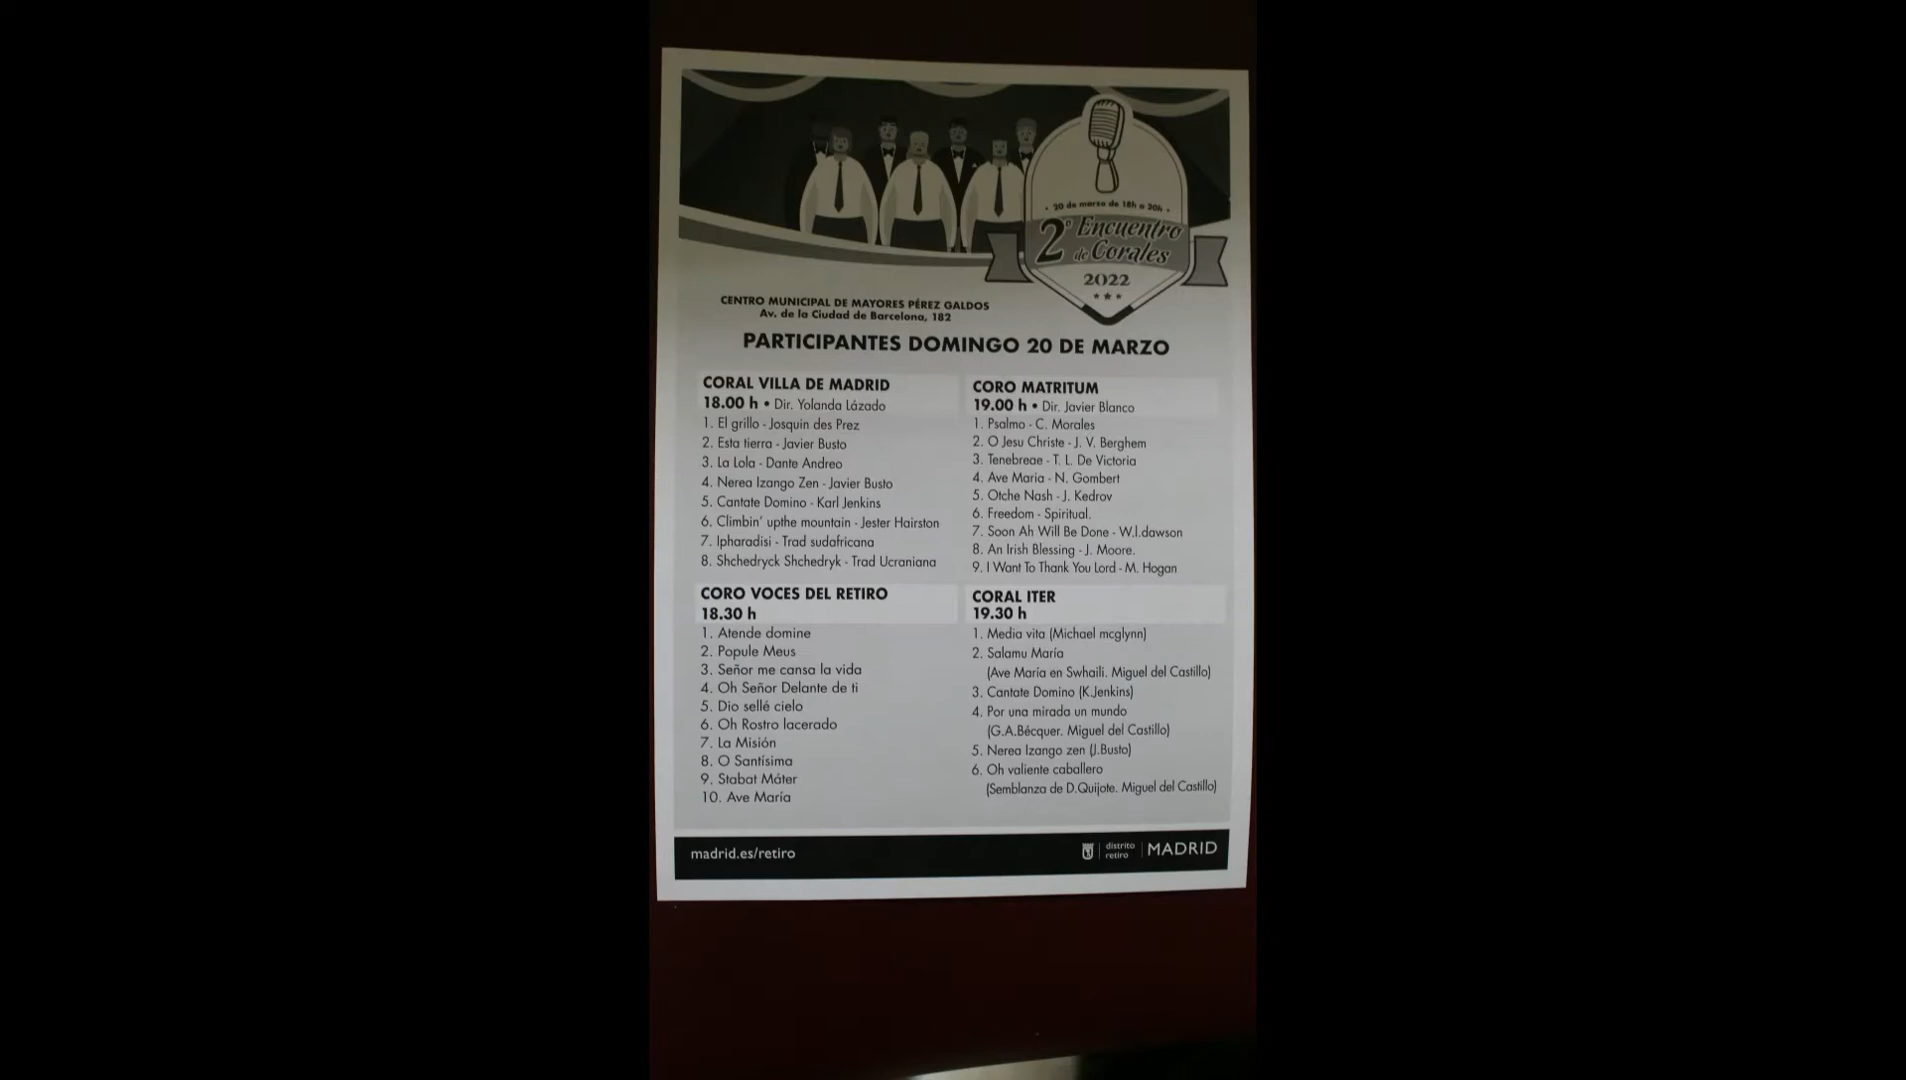 • 20 de marzo de 18h a 20h •
2º Encuentro
de Corales
2022
CENTRO MUNICIPAL DE MAYORES PÉREZ GALDOS
Av. de la Ciudad de Barcelona, 182
PARTICIPANTES DOMINGO 20 DE MARZO
CORAL VILLA DE MADRID
18.00 h • Dir. Yolanda Lázado
1. El grillo - Josquin des Prez
2. Esta tierra - Javier Busto
3. La Lola - Dante Andreo
4. Nerea Izango Zen - Javier Busto
5. Cantate Domino - Karl Jenkins
6. Climbin' upthe mountain - Jester Hairston
7. Ipharadisi - Trad sudafricana
8. Shchedryck Shchedryk - Trad Ucraniana
CORO VOCES DEL RETIRO
18.30 h
1. Atende domine
2. Popule Meus
3. Señor me cansa la vida
4. Oh Señor Delante de ti
5. Dio sellé cielo
6. Oh Rostro lacerado
7. La Misión
8. O Santísima
9. Stabat Máter
10. Ave María
CORO MATRITUM
19.00 h • Dir. Javier Blanco
1. Psalmo - C. Morales
2. O Jesu Christe - J. V. Berghem
3. Tenebreae - T. L. De Victoria
4. Ave Maria - N. Gombert
5. Otche Nash - J. Kedrov
6. Freedom - Spiritual.
7. Soon Ah Will Be Done - W.l.dawson
8. An Irish Blessing - J. Moore.
9. I Want To Thank You Lord - M. Hogan
CORAL ITER
19.30 h
1. Media vita (Michael mcglynn)
2. Salamu María
(Ave María en Swhaili. Miguel del Castillo)
3. Cantate Domino (K.Jenkins)
4. Por una mirada un mundo
(G.A.Bécquer. Miguel del Castillo)
5. Nerea Izango zen (J.Busto)
6. Oh valiente caballero
(Semblanza de D.Quijote. Miguel del Castillo)
madrid.es/retiro
distrito
retiro
MADRID